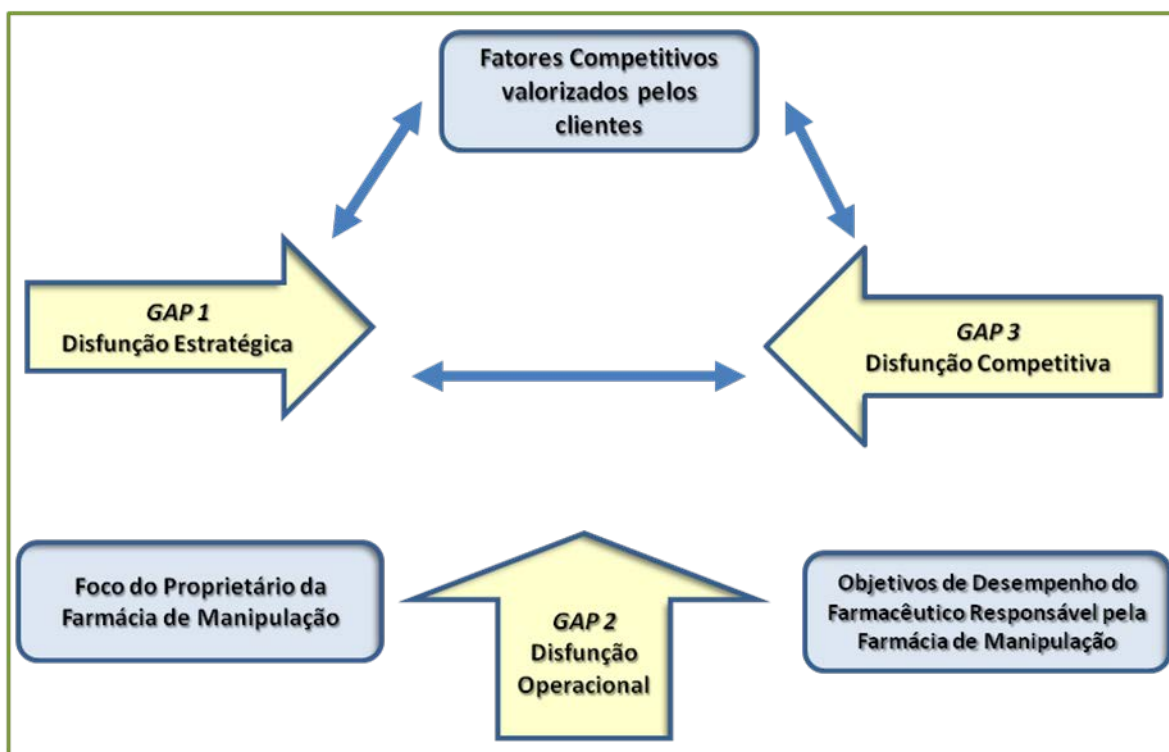 Fatores Competitivos
valorizados pelos
clientes
GAP 1
Disfunção Estratégica
GAP 3
Disfunção Competitiva
Foco do Proprietário da
Farmácia de Manipulação
GAP 2
Disfunção
Operacional
Objetivos de Desempenho do
Farmacêutico Responsável pela
Farmácia de Manipulação